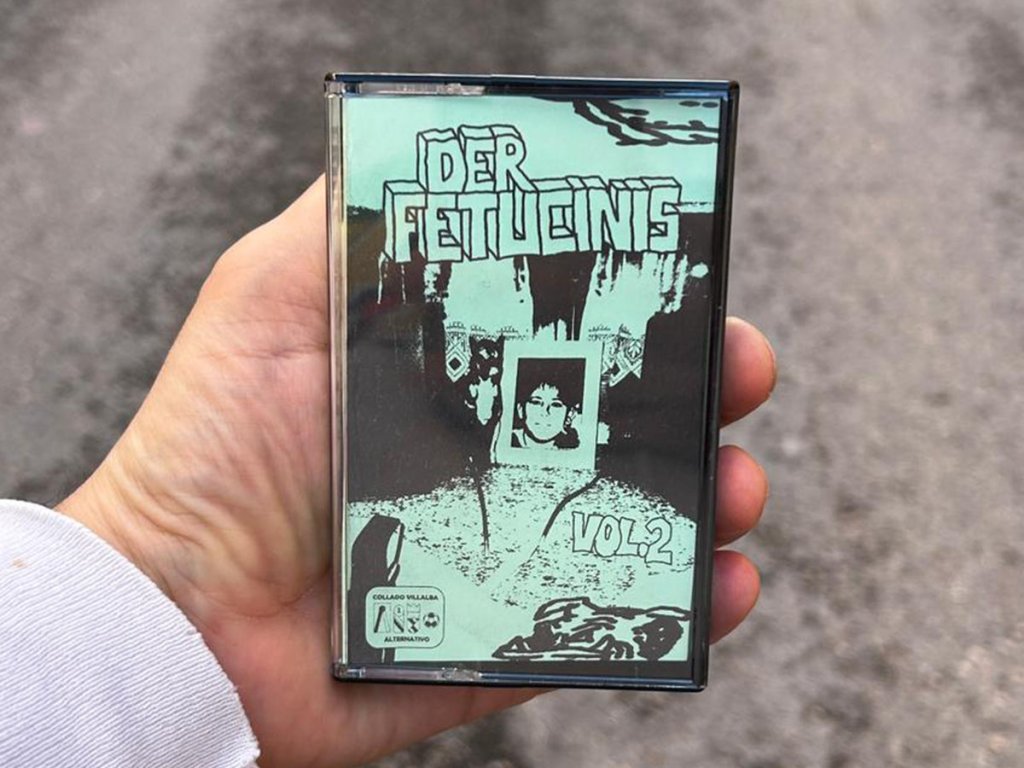 DER
FETUCINIS
VOL.2
COLLADO VILLALBA
ALTERNATIVO